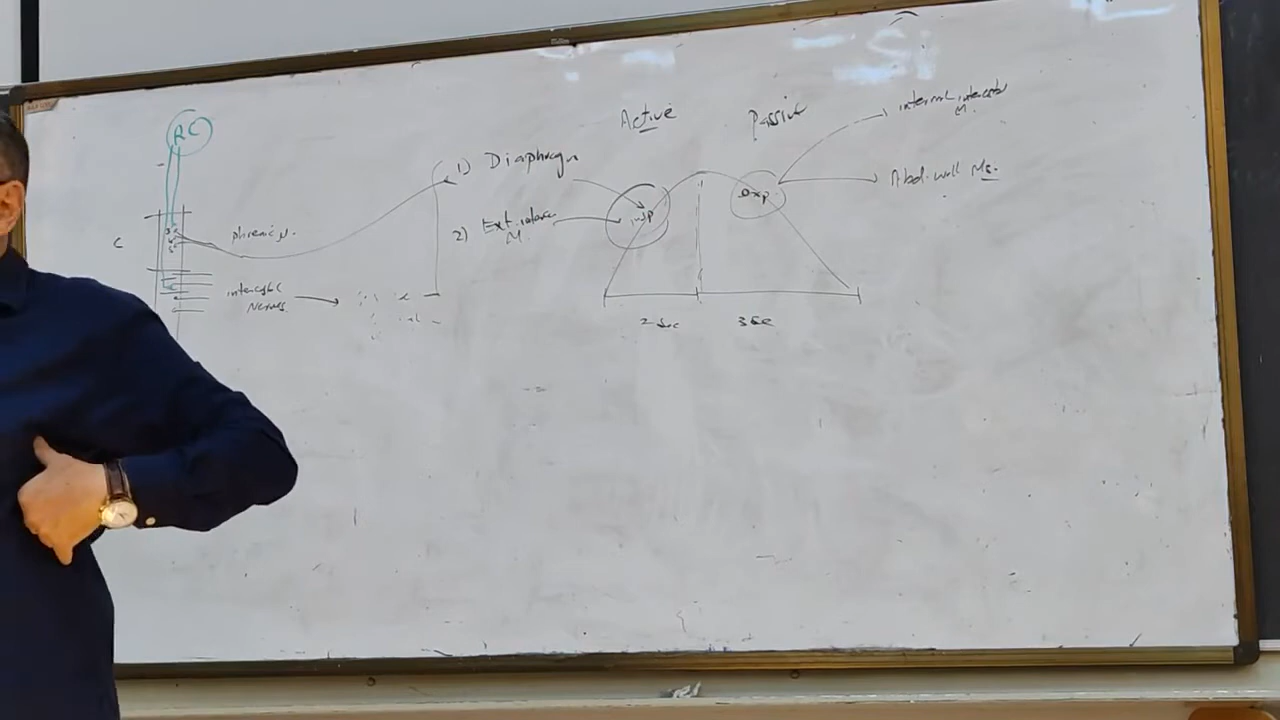 RC
Active
Passive
1) Diaphragm
2) Ext. interc
M.
insp
exp.
internal intercostal
M.
Abd. wall Ms.
C
phrenic n.
intercostal
nerves
2 sec
3 sec